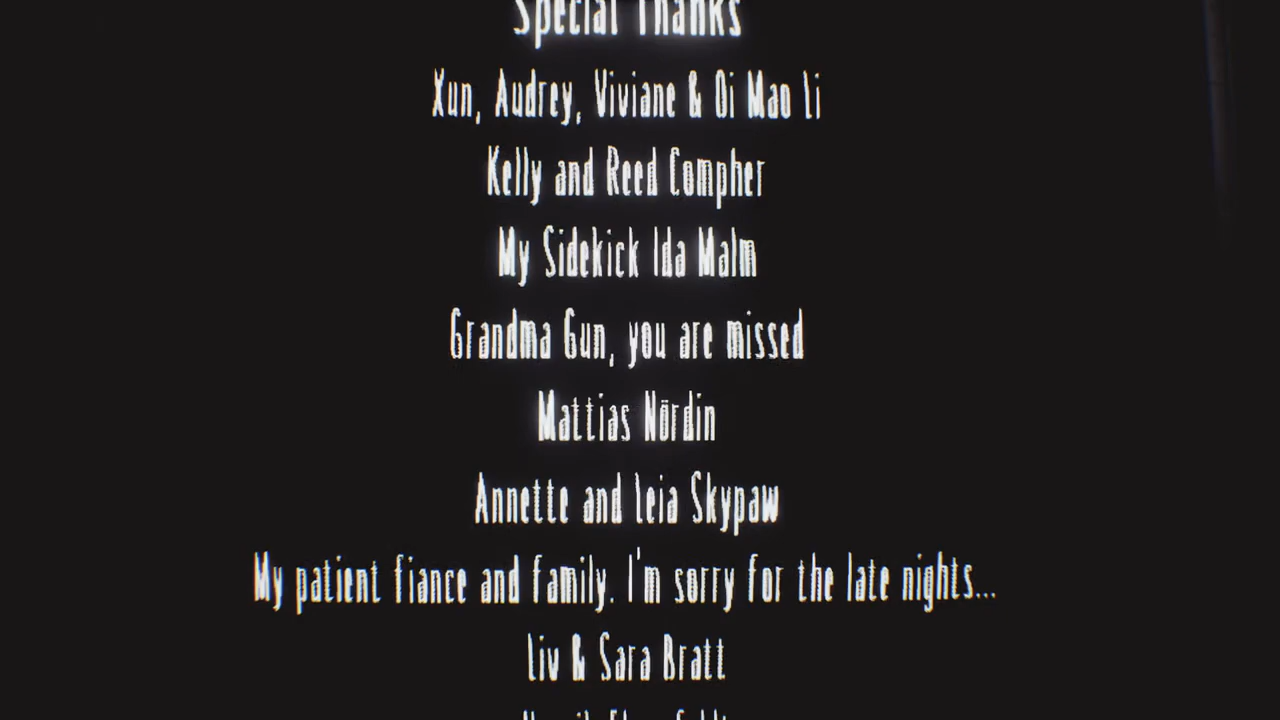 Special Thanks
Xun, Audrey, Viviane & Qi Mao Li
Kelly and Reed Compher
My Sidekick Ida Malm
Grandma Gun, you are missed
Mattias Nördin
Annette and Leia Skypaw
My patient fiance and family. I'm sorry for the late nights...
Liv & Sara Bratt